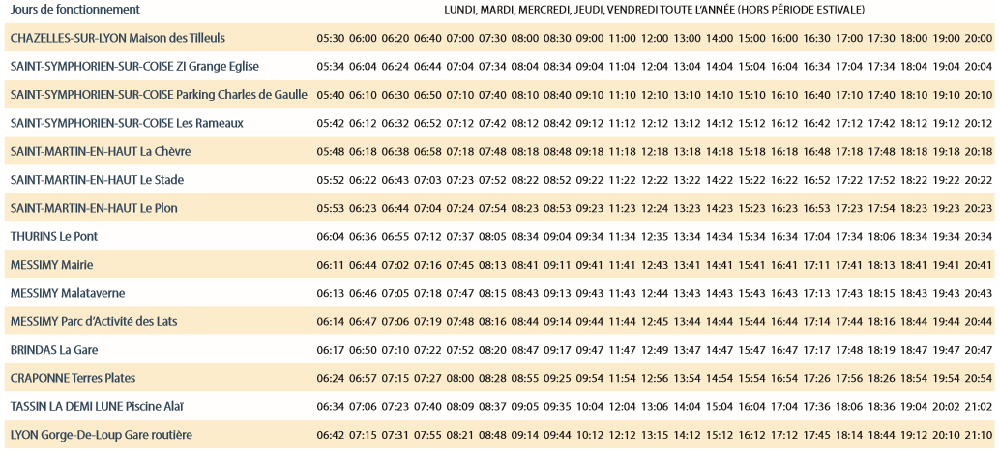 Jours de fonctionnement LUNDI, MARDI, MERCREDI, JEUDI, VENDREDI TOUTE L'ANNÉE (HORS PÉRIODE ESTIVALE)
CHAZELLES-SUR-LYON Maison des Tilleuls 05:30 06:00 06:20 06:40 07:00 07:30 08:00 08:30 09:00 11:00 12:00 13:00 14:00 15:00 16:00 16:30 17:00 17:30 18:00 19:00 20:00
SAINT-SYMPHORIEN-SUR-COISE ZI Grange Eglise 05:34 06:04 06:24 06:44 07:04 07:34 08:04 08:34 09:04 11:04 12:04 13:04 14:04 15:04 16:04 16:34 17:04 17:34 18:04 19:04 20:04
SAINT-SYMPHORIEN-SUR-COISE Parking Charles de Gaulle 05:40 06:10 06:30 06:50 07:10 07:40 08:10 08:40 09:10 11:10 12:10 13:10 14:10 15:10 16:10 16:40 17:10 17:40 18:10 19:10 20:10
SAINT-SYMPHORIEN-SUR-COISE Les Rameaux 05:42 06:12 06:32 06:52 07:12 07:42 08:12 08:42 09:12 11:12 12:12 13:12 14:12 15:12 16:12 16:42 17:12 17:42 18:12 19:12 20:12
SAINT-MARTIN-EN-HAUT La Chèvre 05:48 06:18 06:38 06:58 07:18 07:48 08:18 08:48 09:18 11:18 12:18 13:18 14:18 15:18 16:18 16:48 17:18 17:48 18:18 19:18 20:18
SAINT-MARTIN-EN-HAUT Le Stade 05:52 06:22 06:43 07:03 07:23 07:52 08:22 08:52 09:22 11:22 12:22 13:22 14:22 15:22 16:22 16:52 17:22 17:52 18:22 19:22 20:22
SAINT-MARTIN-EN-HAUT Le Plon 05:53 06:23 06:44 07:04 07:24 07:54 08:23 08:53 09:23 11:23 12:24 13:23 14:23 15:23 16:23 16:53 17:23 17:54 18:23 19:23 20:23
THURINS Le Pont 06:04 06:36 06:55 07:12 07:37 08:05 08:34 09:04 09:34 11:34 12:35 13:34 14:34 15:34 16:34 17:04 17:34 18:06 18:34 19:34 20:34
MESSIMY Mairie 06:11 06:44 07:02 07:16 07:45 08:13 08:41 09:11 09:41 11:41 12:43 13:41 14:41 15:41 16:41 17:11 17:41 18:13 18:41 19:41 20:41
MESSIMY Malataverne 06:13 06:46 07:05 07:18 07:47 08:15 08:43 09:13 09:43 11:43 12:44 13:43 14:43 15:43 16:43 17:13 17:43 18:15 18:43 19:43 20:43
MESSIMY Parc d'Activité des Lats 06:14 06:47 07:06 07:19 07:48 08:16 08:44 09:14 09:44 11:44 12:45 13:44 14:44 15:44 16:44 17:14 17:44 18:16 18:44 19:44 20:44
BRINDAS La Gare 06:17 06:50 07:10 07:22 07:52 08:20 08:47 09:17 09:47 11:47 12:49 13:47 14:47 15:47 16:47 17:17 17:48 18:19 18:47 19:47 20:47
CRAPONNE Terres Plates 06:24 06:57 07:15 07:27 08:00 08:28 08:55 09:25 09:54 11:54 12:56 13:54 14:54 15:54 16:54 17:26 17:56 18:26 18:54 19:54 20:54
TASSIN LA DEMI LUNE Piscine Alaï 06:34 07:06 07:23 07:40 08:09 08:37 09:05 09:35 10:04 12:04 13:06 14:04 15:04 16:04 17:04 17:36 18:06 18:36 19:04 20:02 21:02
LYON Gorge-De-Loup Gare routière 06:42 07:15 07:31 07:55 08:21 08:48 09:14 09:44 10:12 12:12 13:15 14:12 15:12 16:12 17:12 17:45 18:14 18:44 19:12 20:10 21:10